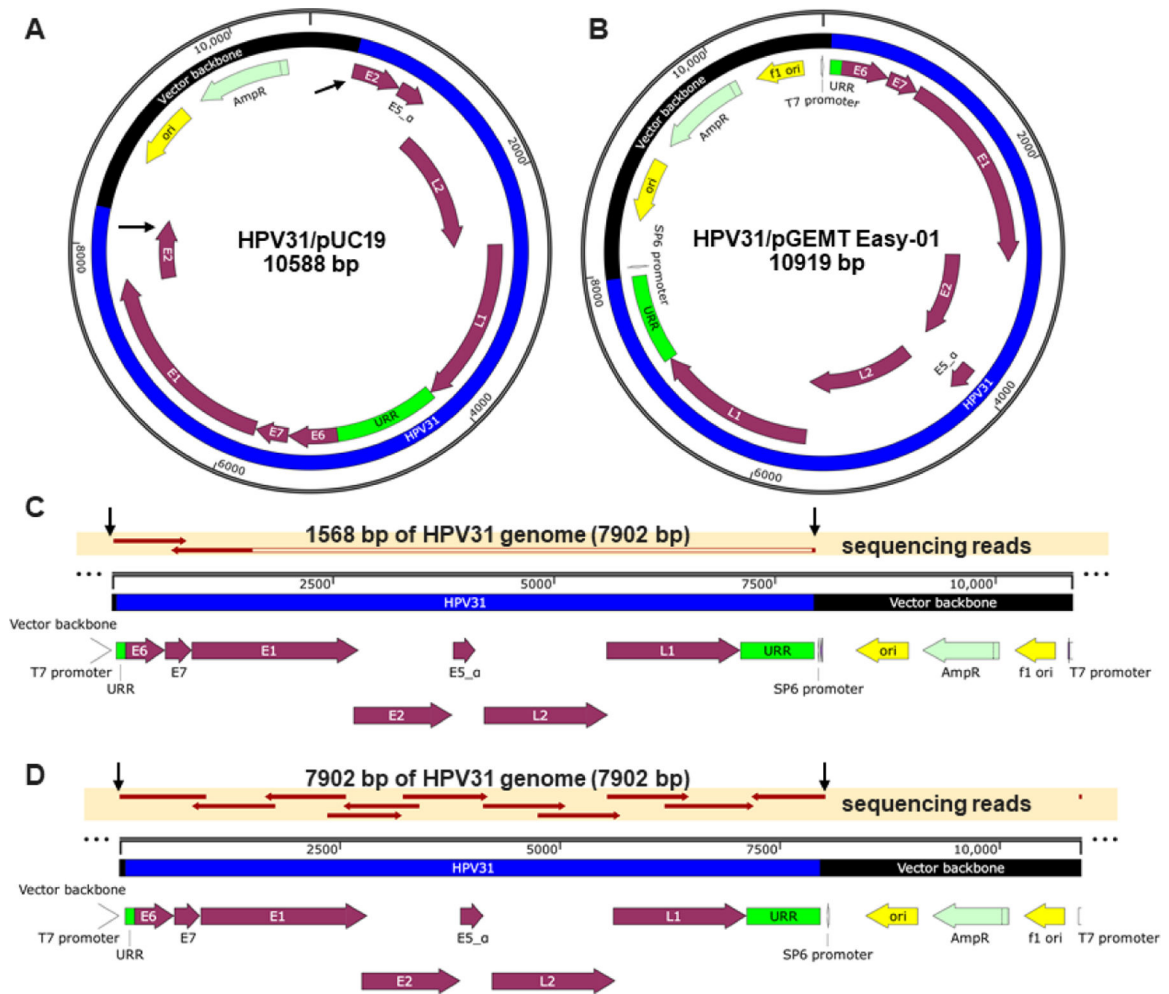 A
10,000
Vector backbone
AmpR
ori
E2
E5_α
2000
L2
HPV31/pUC19
10588 bp
8000
E2
L1
E1
E7
E6
URR
HPV31
4000
6000
B
10,000
Vector backbone
f1 ori
T7 promoter
URR
E6
E7
AmpR
E1
2000
ori
HPV31/pGEMT Easy-01
10919 bp
SP6 promoter
8000
E2
URR
L2
E5_α
L1
HPV31
4000
6000
C
1568 bp of HPV31 genome (7902 bp)
sequencing reads
2500 5000 7500 10,000
HPV31 Vector backbone
Vector backbone
E6 E1 L1 URR ori AmpR f1 ori
T7 promoter E7 E5_α SP6 promoter T7 promoter
URR
E2 L2
D
7902 bp of HPV31 genome (7902 bp)
sequencing reads
2500 5000 7500 10,000
HPV31 Vector backbone
Vector backbone
E6 E1 L1 URR ori AmpR f1 ori
T7 promoter E7 E5_α SP6 promoter T7 promoter
URR
E2 L2